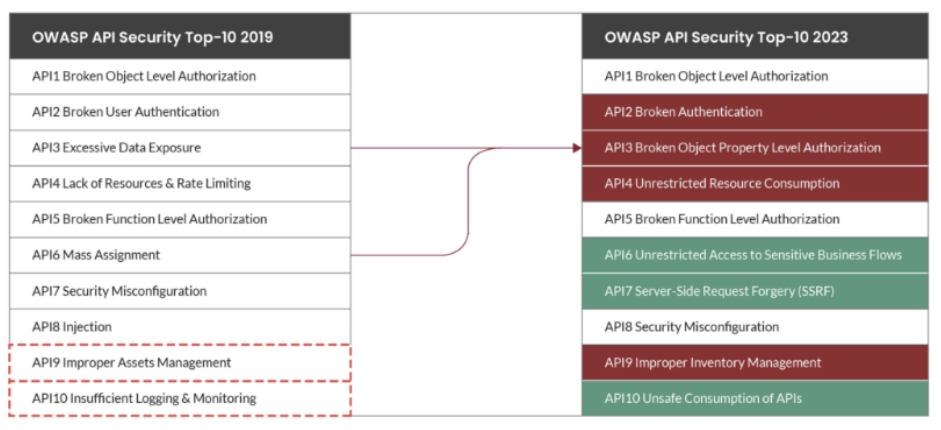 OWASP API Security Top-10 2019
API1 Broken Object Level Authorization
API2 Broken User Authentication
API3 Excessive Data Exposure
API4 Lack of Resources & Rate Limiting
API5 Broken Function Level Authorization
API6 Mass Assignment
API7 Security Misconfiguration
API8 Injection
API9 Improper Assets Management
API10 Insufficient Logging & Monitoring
OWASP API Security Top-10 2023
API1 Broken Object Level Authorization
API2 Broken Authentication
API3 Broken Object Property Level Authorization
API4 Unrestricted Resource Consumption
API5 Broken Function Level Authorization
API6 Unrestricted Access to Sensitive Business Flows
API7 Server-Side Request Forgery (SSRF)
API8 Security Misconfiguration
API9 Improper Inventory Management
API10 Unsafe Consumption of APIs